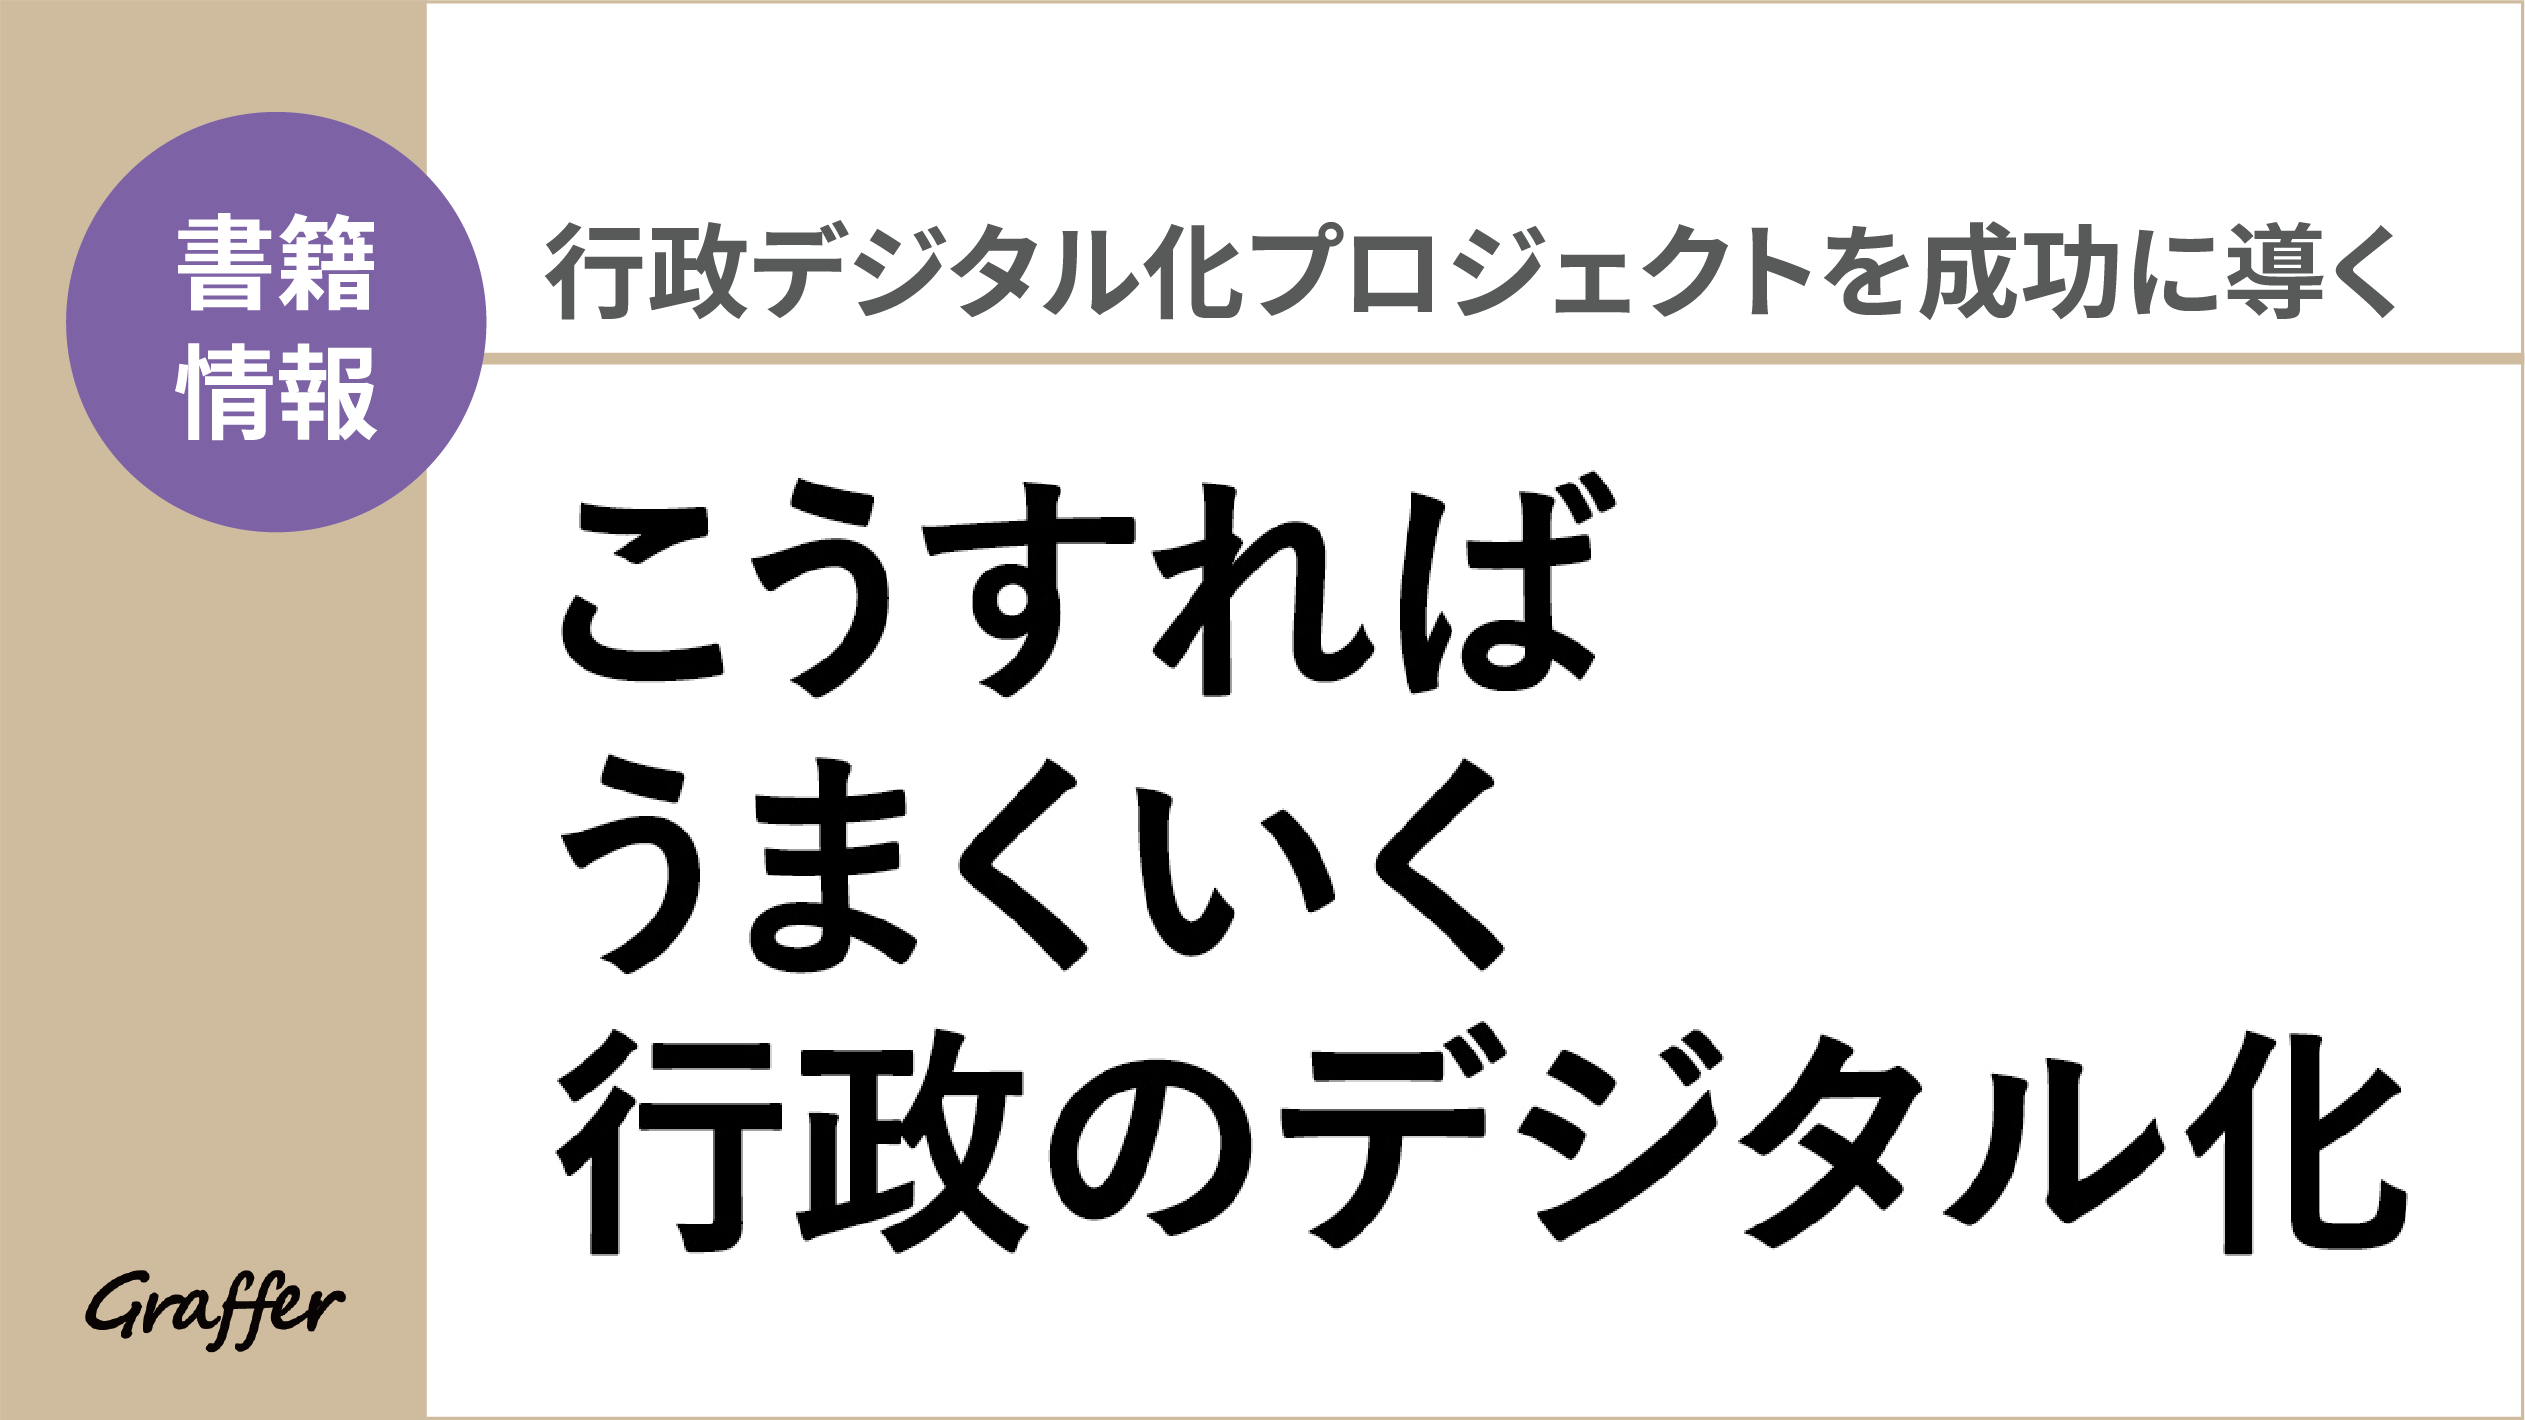 書籍
情報
行政デジタル化プロジェクトを成功に導く
こうすれば
うまくいく
行政のデジタル化
Graffer